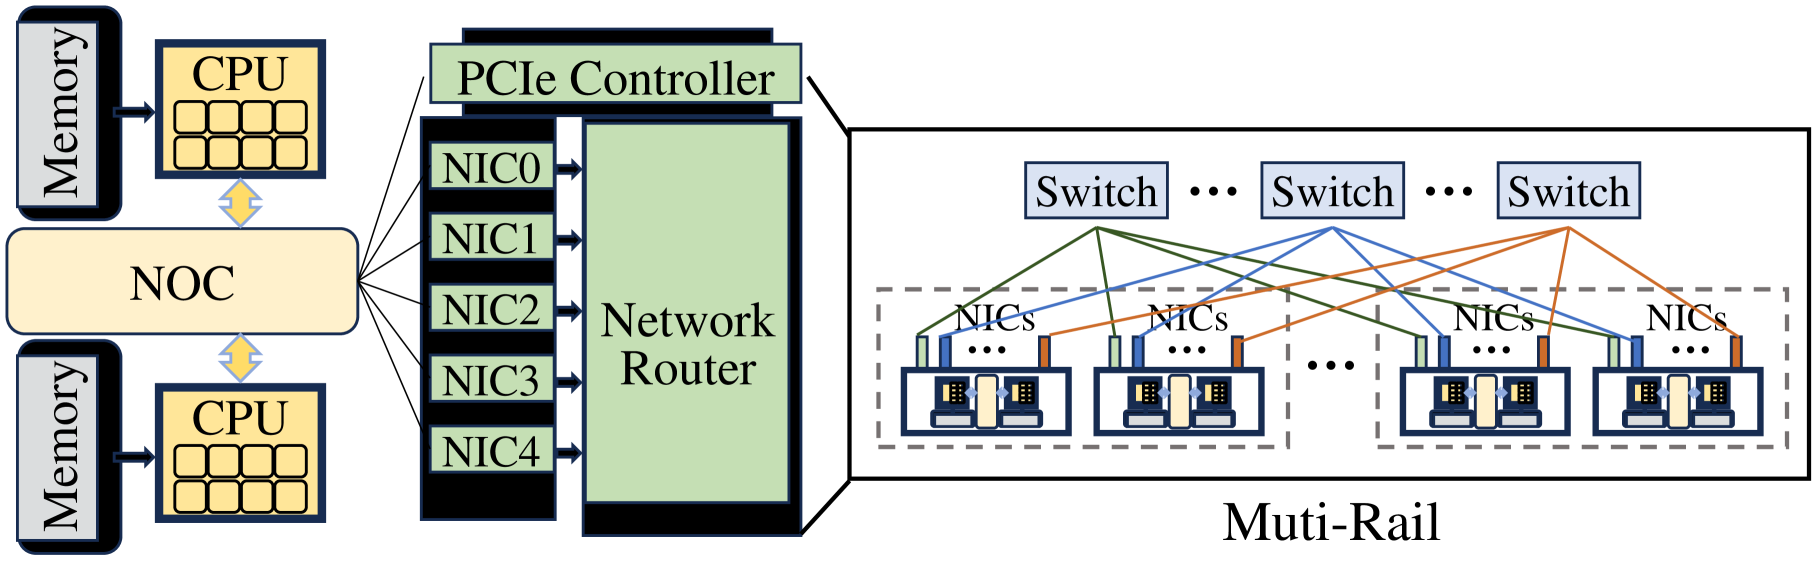 Memory
CPU
NOC
Memory
CPU
PCIe Controller
NIC0
NIC1
NIC2
NIC3
NIC4
Network
Router
Switch ... Switch ... Switch
NICs
...
NICs
...
...
NICs
...
NICs
...
Muti-Rail